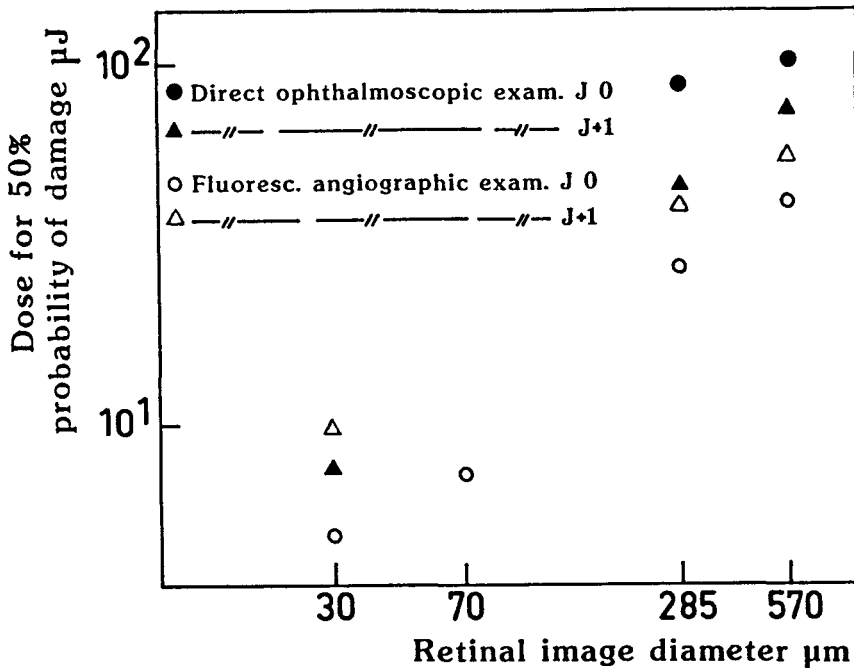 Dose for 50%
probability of damage µJ
10²
10¹
● Direct ophthalmoscopic exam. J 0
▲ —〃— —〃— —〃— J+1
○ Fluoresc. angiographic exam. J 0
△ —〃— —〃— —〃— J+1
30 70 285 570
Retinal image diameter µm